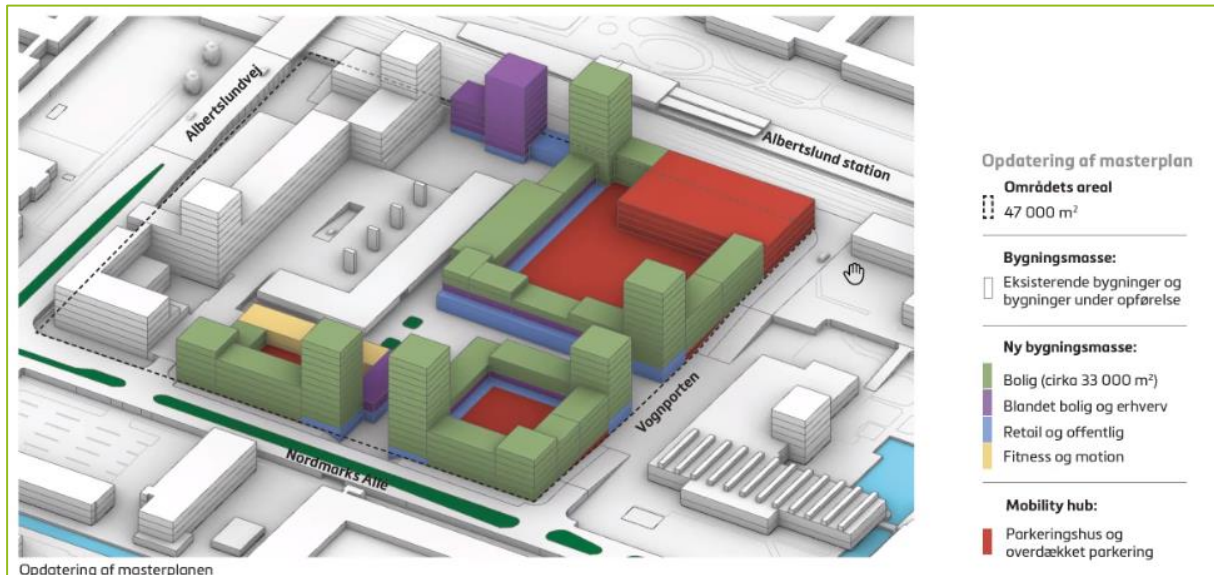 Albertslundvej
Albertslund station
Vognporten
Nordmarks Alle
Opdatering af masterplanen
Opdatering af masterplan
Områdets areal
47 000 m²
Bygningsmasse:
Eksisterende bygninger og
bygninger under opførelse
Ny bygningsmasse:
Bolig (cirka 33 000 m²)
Blandet bolig og erhverv
Retail og offentlig
Fitness og motion
Mobility hub:
Parkeringshus og
overdækket parkering